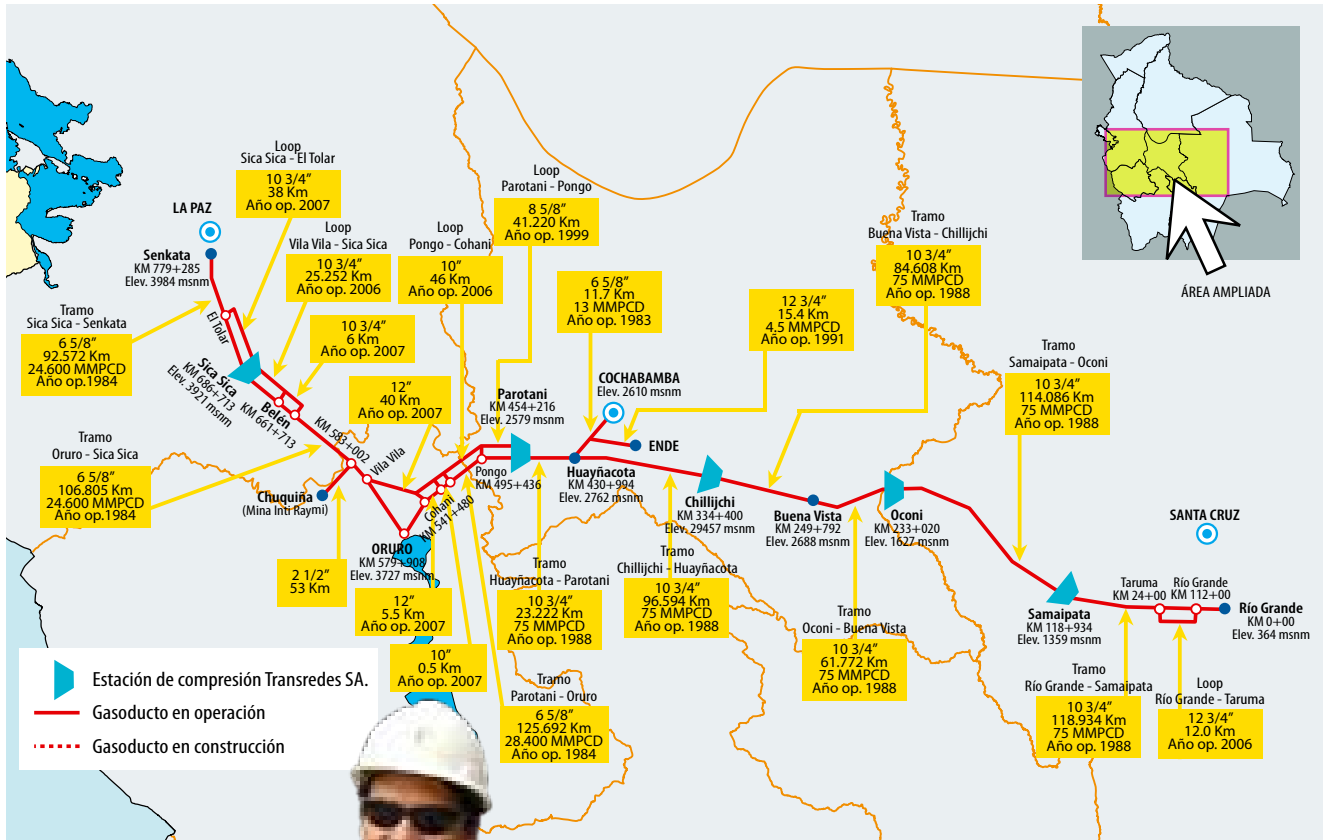 Loop
Sica Sica - El Tolar
10 3/4”
38 Km
Año op. 2007
LA PAZ
Senkata
KM 779+285
Elev. 3984 msnm
Loop
Vila Vila - Sica Sica
10 3/4”
25.252 Km
Año op. 2006
Loop
Pongo - Cohani
10”
46 Km
Año op. 2006
Loop
Parotani - Pongo
8 5/8”
41.220 Km
Año op. 1999
Tramo
Buena Vista - Chillijchi
10 3/4”
84.608 Km
75 MMPCD
Año op. 1988
ÁREA AMPLIADA
Tramo
Sica Sica - Senkata
6 5/8”
92.572 Km
24.600 MMPCD
Año op.1984
El Tolar
10 3/4”
6 Km
Año op. 2007
6 5/8”
11.7 Km
13 MMPCD
Año op. 1983
12 3/4”
15.4 Km
4.5 MMPCD
Año op. 1991
Tramo
Samaipata - Oconi
10 3/4”
114.086 Km
75 MMPCD
Año op. 1988
Sica Sica
KM 686+713
Elev. 3921 msnm
Belén
KM 661+713
KM 583+002
12”
40 Km
Año op. 2007
Parotani
KM 454+216
Elev. 2579 msnm
COCHABAMBA
Elev. 2610 msnm
ENDE
Tramo
Oruro - Sica Sica
6 5/8”
106.805 Km
24.600 MMPCD
Año op.1984
Vila Vila
Chuquiña
(Mina Inti Raymi)
Pongo
KM 495+436
Cohani
KM 541+480
Huayñacota
KM 430+994
Elev. 2762 msnm
Chillijchi
KM 334+400
Elev. 29457 msnm
Buena Vista
KM 249+792
Elev. 2688 msnm
Oconi
KM 233+020
Elev. 1627 msnm
SANTA CRUZ
ORURO
KM 579+908
Elev. 3727 msnm
2 1/2”
53 Km
12”
5.5 Km
Año op. 2007
10”
0.5 Km
Año op. 2007
Tramo
Huayñacota - Parotani
10 3/4”
23.222 Km
75 MMPCD
Año op. 1988
Tramo
Chillijchi - Huayñacota
10 3/4”
96.594 Km
75 MMPCD
Año op. 1988
Tramo
Oconi - Buena Vista
10 3/4”
61.772 Km
75 MMPCD
Año op. 1988
Samaipata
KM 118+934
Elev. 1359 msnm
Taruma
KM 24+00
Río Grande
KM 112+00
Río Grande
KM 0+00
Elev. 364 msnm
Tramo
Parotani - Oruro
6 5/8”
125.692 Km
28.400 MMPCD
Año op. 1984
Tramo
Río Grande - Samaipata
10 3/4”
118.934 Km
75 MMPCD
Año op. 1988
Loop
Río Grande - Taruma
12 3/4”
12.0 Km
Año op. 2006
Estación de compresión Transredes SA.
Gasoducto en operación
Gasoducto en construcción